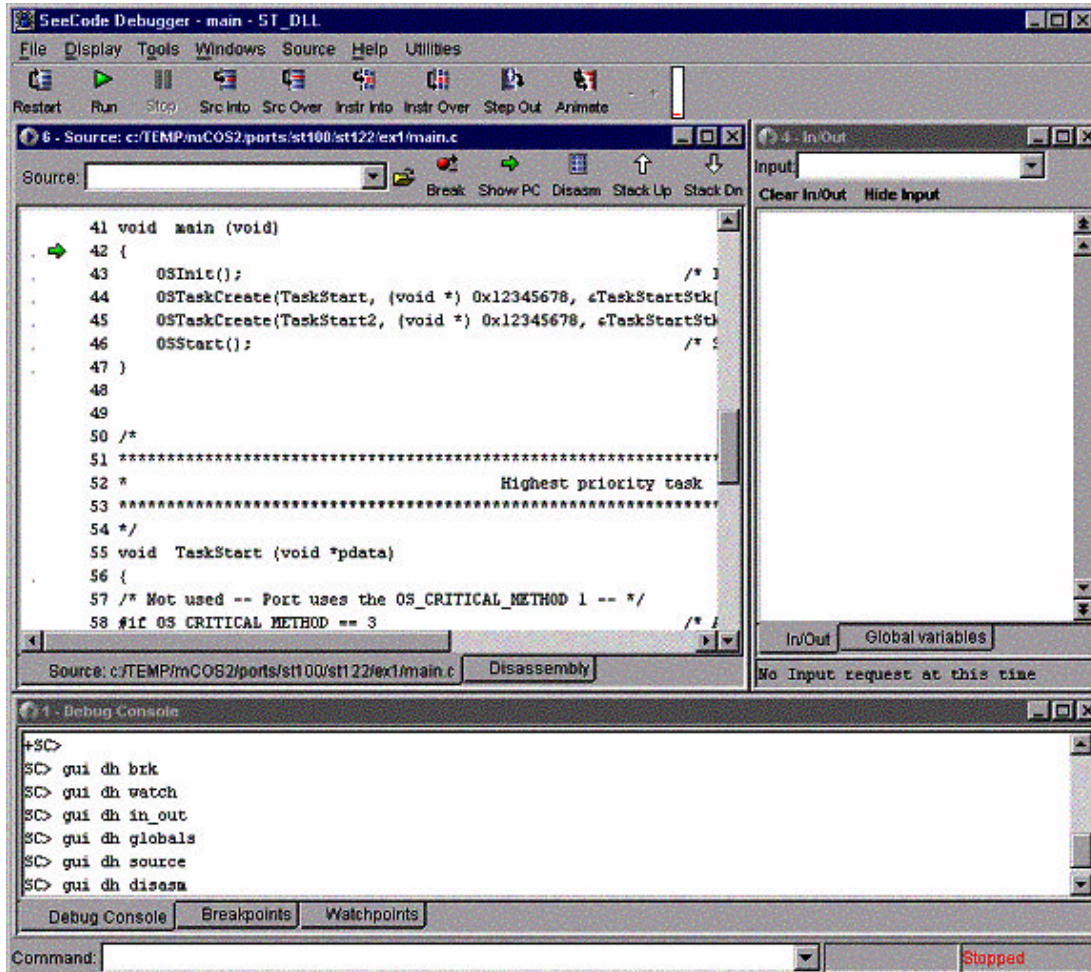 SeeCode Debugger - main - ST_DLL
File Display Tools Windows Source Help Utilities
Restart Run Stop Src Into Src Over Instr Into Instr Over Step Out Animate
6 - Source: c:/TEMP/mCOS2/ports/st100/st122/ex1/main.c
Source:
Break Show PC Disasm Stack Up Stack Dn
41 void main (void)
42 {
43 OSInit(); /* I
44 OSTaskCreate(TaskStart, (void *) 0x12345678, &TaskStartStk[
45 OSTaskCreate(TaskStart2, (void *) 0x12345678, &TaskStartStk
46 OSStart(); /* S
47 }
48
49
50 /*
51 ***************************************************************************
52 * Highest priority task
53 ***************************************************************************
54 */
55 void TaskStart (void *pdata)
56 {
57 /* Not used -- Port uses the OS_CRITICAL_METHOD 1 -- */
58 #if OS_CRITICAL_METHOD == 3 /* A
Source: c:/TEMP/mCOS2/ports/st100/st122/ex1/main.c Disassembly
4 - In/Out
Input:
Clear In/Out Hide Input
In/Out Global variables
No Input request at this time
1 - Debug Console
+SC>
SC> gui dh brk
SC> gui dh watch
SC> gui dh in_out
SC> gui dh globals
SC> gui dh source
SC> gui dh disasm
Debug Console Breakpoints Watchpoints
Command:
Stopped